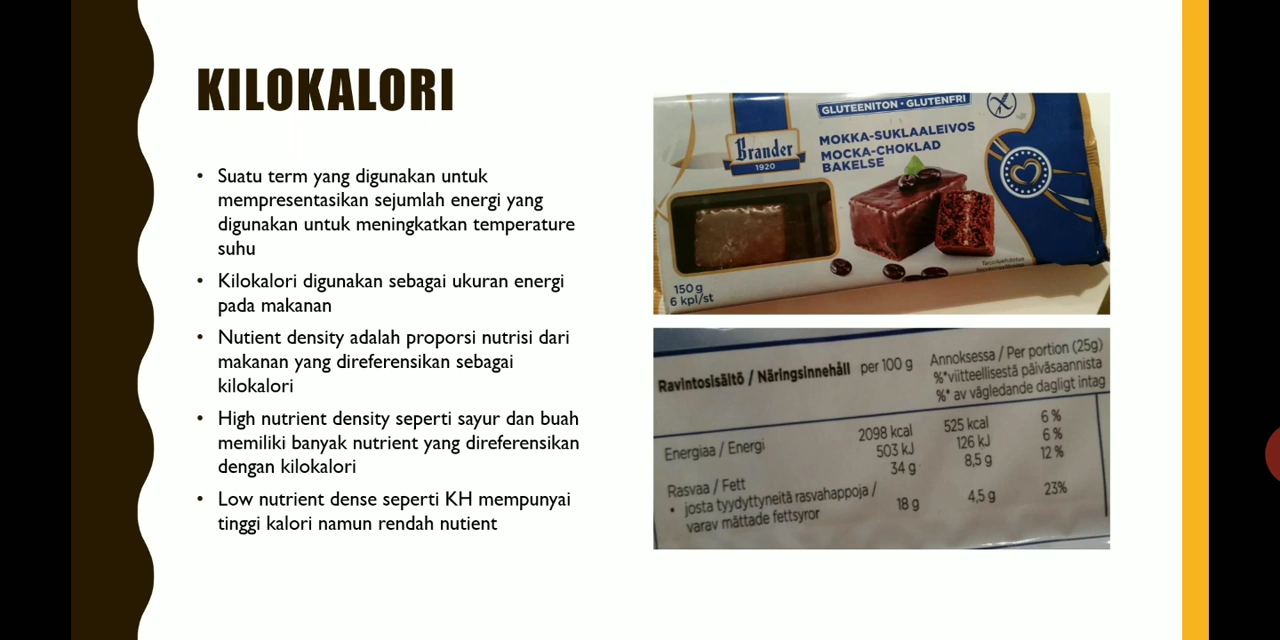 KILOKALORI
• Suatu term yang digunakan untuk
mempresentasikan sejumlah energi yang
digunakan untuk meningkatkan temperature
suhu
• Kilokalori digunakan sebagai ukuran energi
pada makanan
• Nutient density adalah proporsi nutrisi dari
makanan yang direferensikan sebagai
kilokalori
• High nutrient density seperti sayur dan buah
memiliki banyak nutrient yang direferensikan
dengan kilokalori
• Low nutrient dense seperti KH mempunyai
tinggi kalori namun rendah nutient
GLUTEENITON • GLUTENFRI
Brander
1920
MOKKA-SUKLAALEIVOS
MOCKA-CHOKLAD
BAKELSE
150 g
6 kpl/st
Ravintosisältö / Näringsinnehåll per 100 g Annoksessa / Per portion (25g)
%*viitteellisestä päiväsaannista
%* av vägledande dagligt intag
Energiaa / Energi 2098 kcal 525 kcal 6 %
503 kJ 126 kJ 6 %
Rasvaa / Fett 34 g 8,5 g 12 %
• josta tyydyttyneitä rasvahappoja /
varav mättade fettsyror 18 g 4,5 g 23%